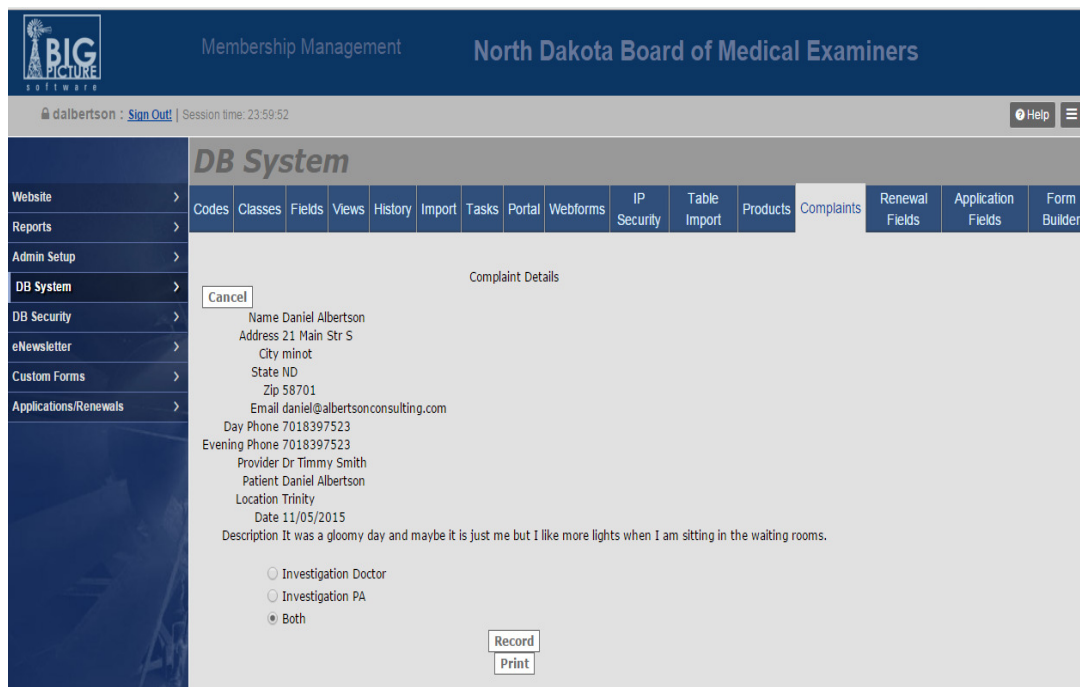 BIG
PICTURE
software
Membership Management North Dakota Board of Medical Examiners
dalbertson : Sign Out! | Session time: 23:59:52 Help
DB System
Website
Reports
Admin Setup
DB System
DB Security
eNewsletter
Custom Forms
Applications/Renewals
Codes Classes Fields Views History Import Tasks Portal Webforms IP Security Table Import Products Complaints Renewal Fields Application Fields Form Builder
Complaint Details
Cancel
Name Daniel Albertson
Address 21 Main Str S
City minot
State ND
Zip 58701
Email daniel@albertsonconsulting.com
Day Phone 7018397523
Evening Phone 7018397523
Provider Dr Timmy Smith
Patient Daniel Albertson
Location Trinity
Date 11/05/2015
Description It was a gloomy day and maybe it is just me but I like more lights when I am sitting in the waiting rooms.
Investigation Doctor
Investigation PA
Both
Record
Print